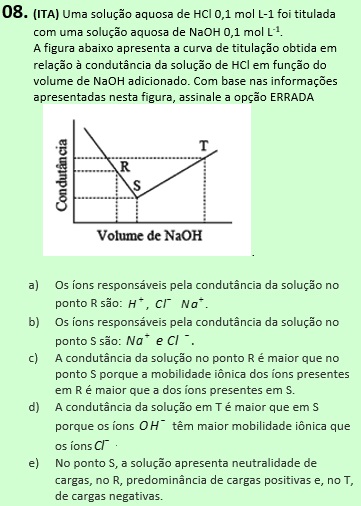 08. (ITA) Uma solução aquosa de HCl 0,1 mol L-1 foi titulada
com uma solução aquosa de NaOH 0,1 mol L⁻¹.
A figura abaixo apresenta a curva de titulação obtida em
relação à condutância da solução de HCl em função do
volume de NaOH adicionado. Com base nas informações
apresentadas nesta figura, assinale a opção ERRADA
Condutância
R
S
T
Volume de NaOH
.
a) Os íons responsáveis pela condutância da solução no
ponto R são: H⁺, Cl⁻ Na⁺.
b) Os íons responsáveis pela condutância da solução no
ponto S são: Na⁺ e Cl⁻.
c) A condutância da solução no ponto R é maior que no
ponto S porque a mobilidade iônica dos íons presentes
em R é maior que a dos íons presentes em S.
d) A condutância da solução em T é maior que em S
porque os íons OH⁻ têm maior mobilidade iônica que
os íons Cl⁻.
e) No ponto S, a solução apresenta neutralidade de
cargas, no R, predominância de cargas positivas e, no T,
de cargas negativas.